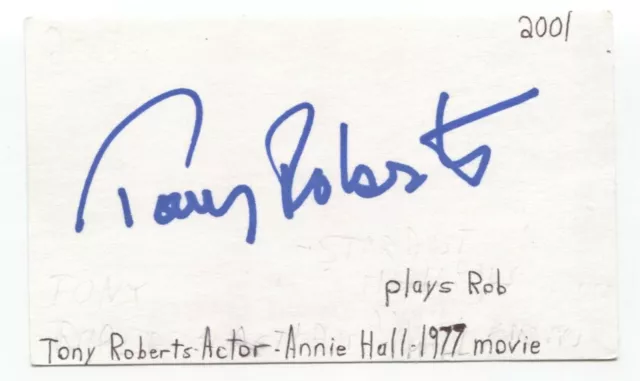 2001
Tony Roberts
plays Rob
Tony Roberts-Actor-Annie Hall-1977 movie